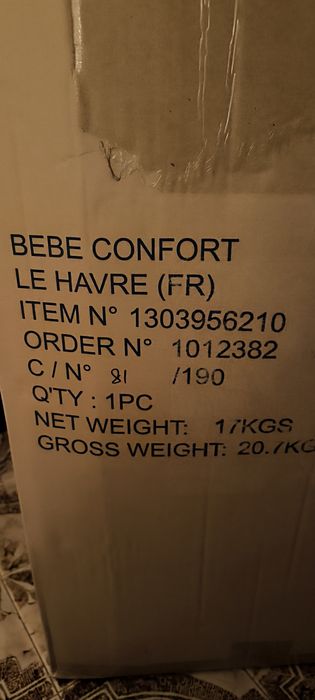 BEBE CONFORT
LE HAVRE (FR)
ITEM N° 1303956210
ORDER N° 1012382
C / N° 81 /190
Q'TY : 1PC
NET WEIGHT: 17KGS
GROSS WEIGHT: 20.7KG